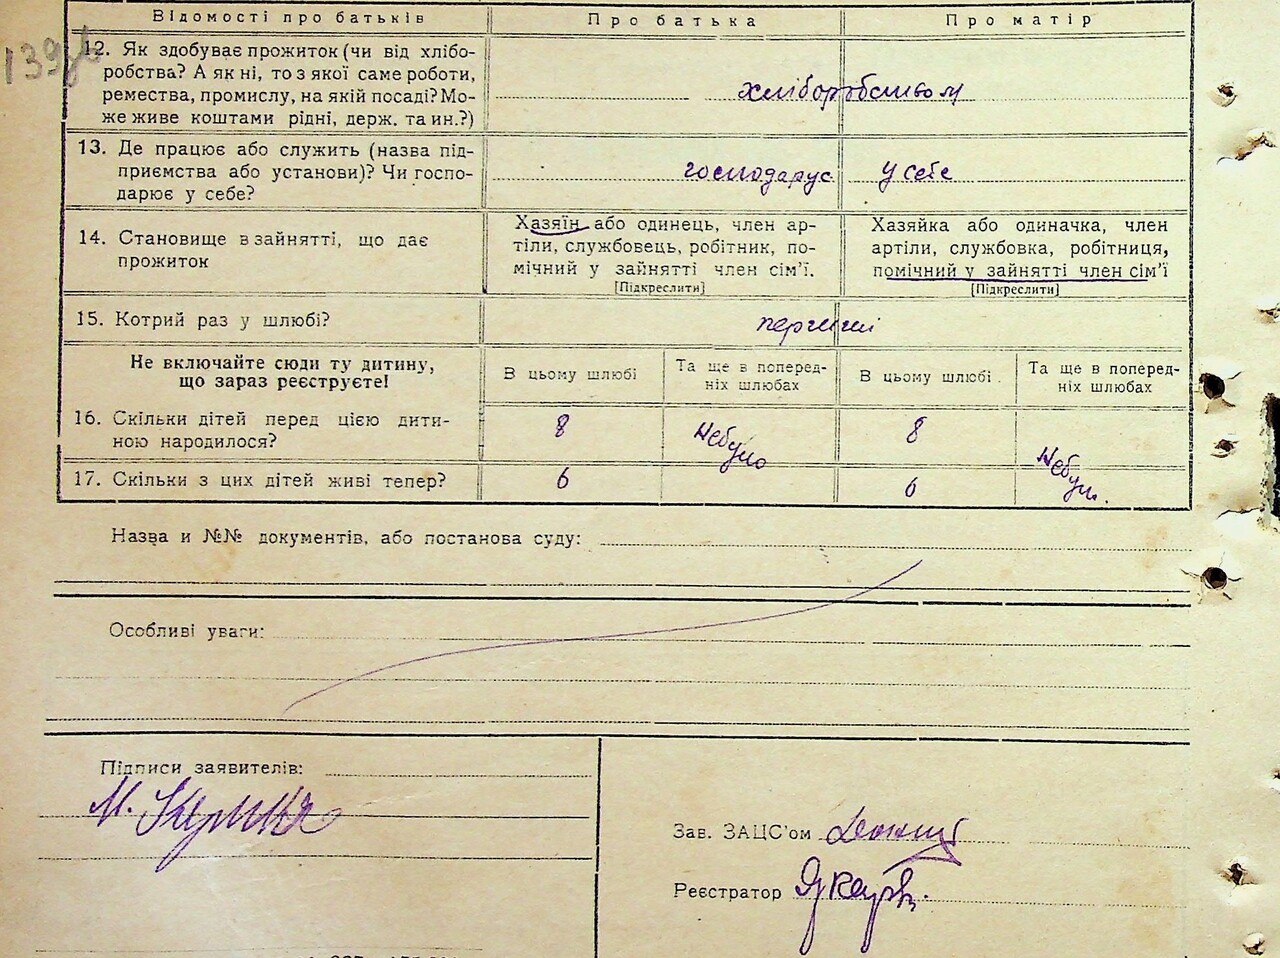 Відомості про батьків Про батька Про матір
139
12. Як здобуває прожиток (чи від хлібо-
робства? А як ні, то з якої саме роботи,
ремества, промислу, на якій посаді? Мо-
же живе коштами рідні, держ. та ин.?)
хліборобством
13. Де працює або служить (назва під-
приємства або установи)? Чи госпо-
дарює у себе?
господарує у себе
14. Становище в зайнятті, що дає
прожиток
Хазяїн або одинець, член ар-
тіли, службовець, робітник, по-
мічний у зайнятті член сім'ї.
[Підкреслити]
Хазяйка або одиначка, член
артіли, службовка, робітниця,
помічний у зайнятті член сім'ї
[Підкреслити]
15. Котрий раз у шлюбі?
Не включайте сюди ту дитину,
що зараз реєструєте!
В цьому шлюбі
Та ще в поперед-
ніх шлюбах
В цьому шлюбі.
Та ще в поперед-
ніх шлюбах
16. Скільки дітей перед цією дити-
ною народилося?
8 Небуло 8
17. Скільки з цих дітей живі тепер?
6 6
Назва и №№ документів, або постанова суду:
Особливі уваги:
Підписи заявителів:
М.
Зав. ЗАЦС'ом
Реєстратор